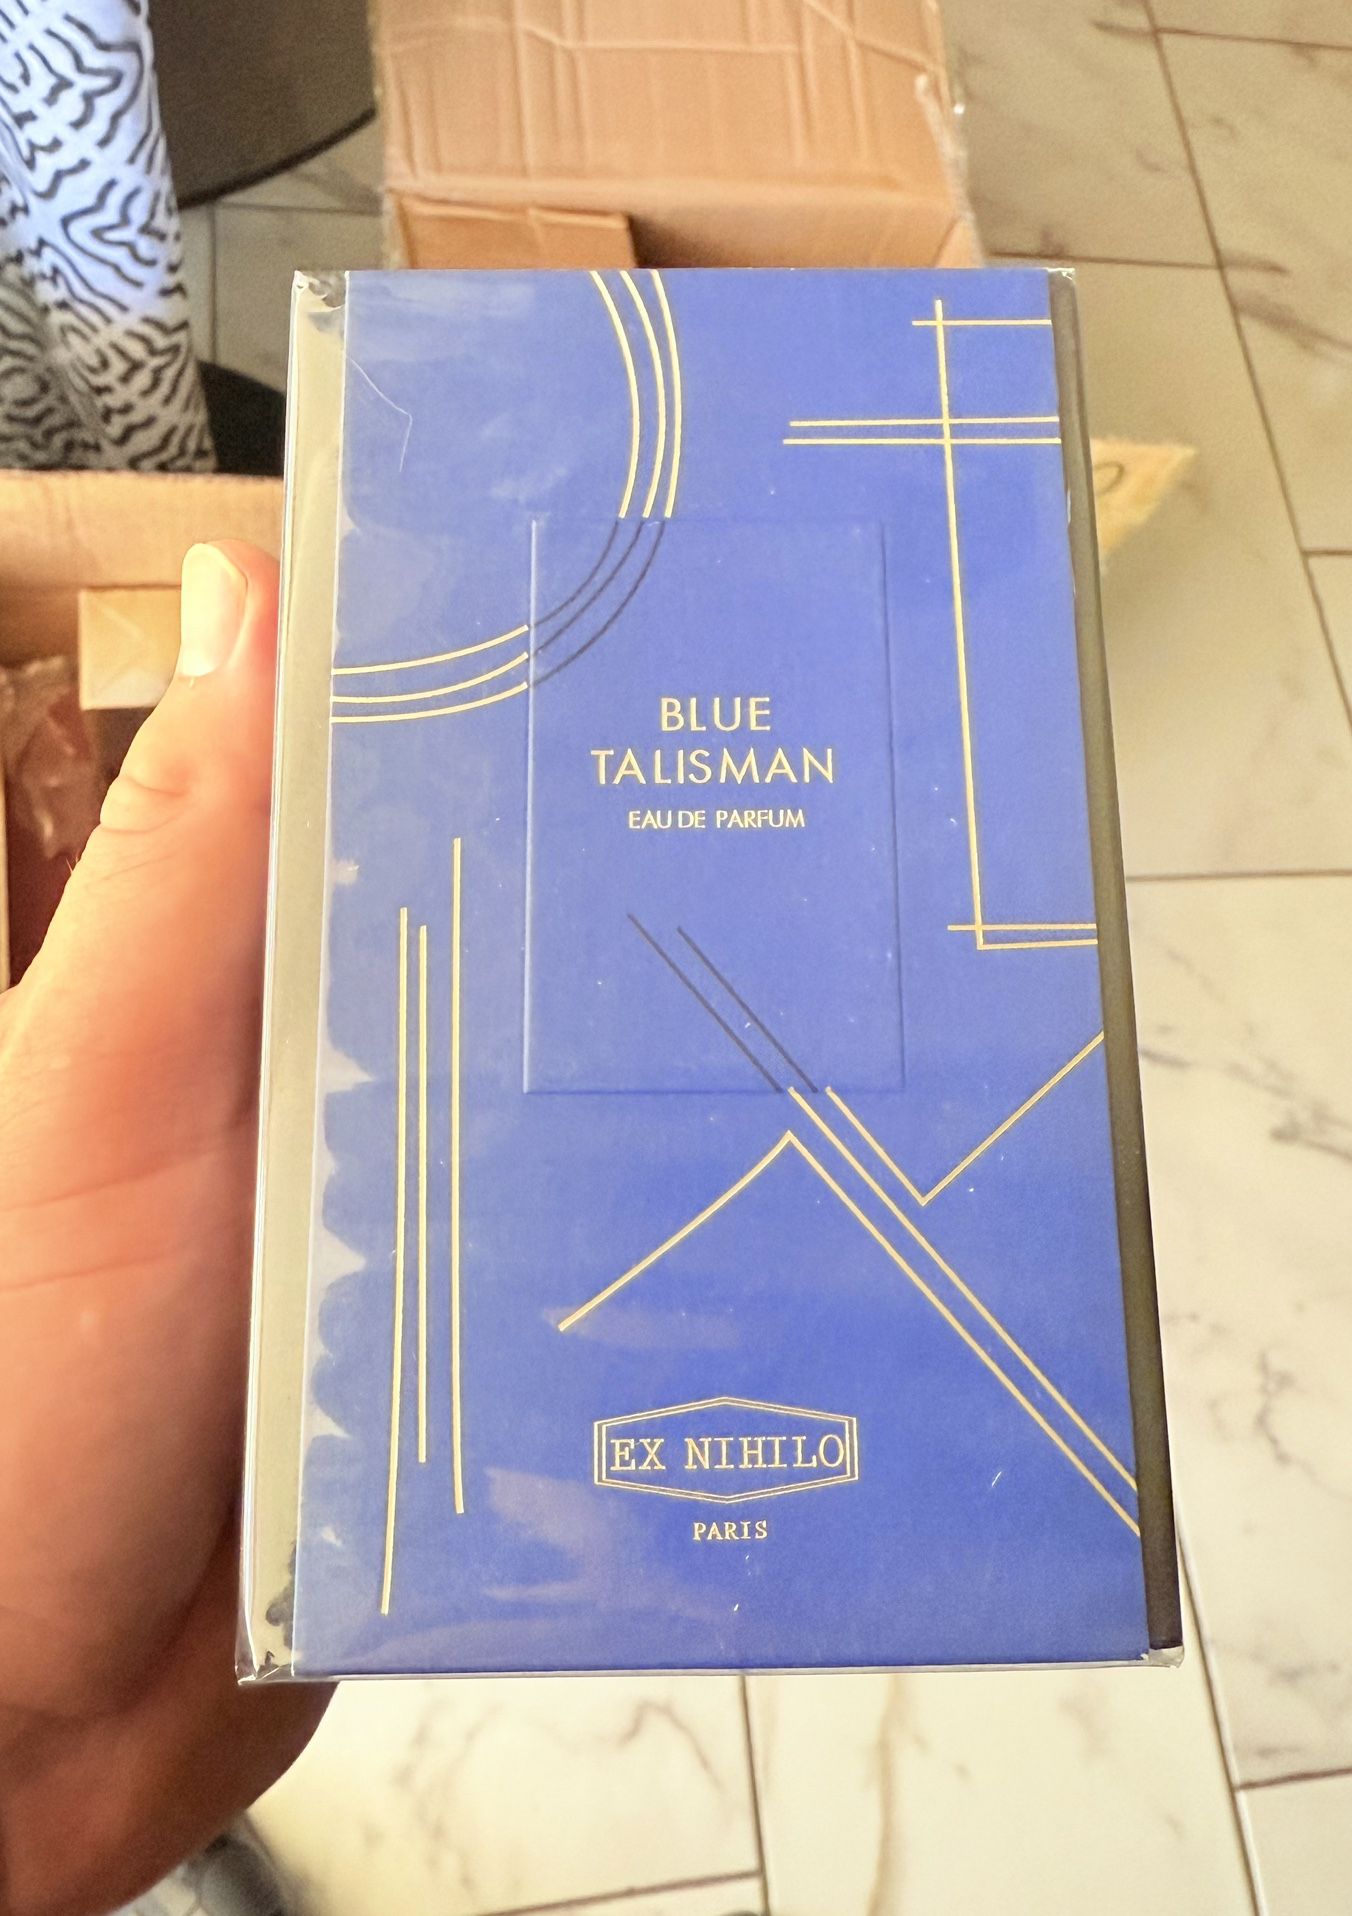 BLUE
TALISMAN
EAU DE PARFUM
EX NIHILO
PARIS